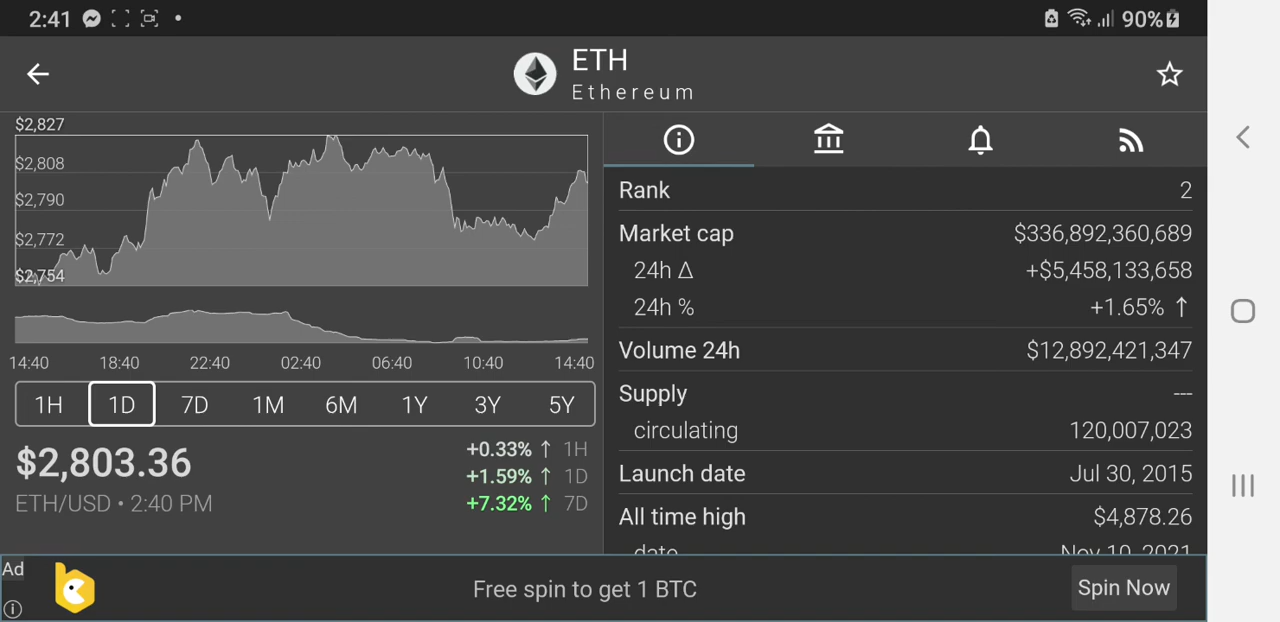 2:41
90%
ETH
Ethereum
$2,827
$2,808
$2,790
$2,772
$2,754
14:40 18:40 22:40 02:40 06:40 10:40 14:40
1H 1D 7D 1M 6M 1Y 3Y 5Y
$2,803.36
ETH/USD • 2:40 PM
+0.33% ↑ 1H
+1.59% ↑ 1D
+7.32% ↑ 7D
Rank 2
Market cap $336,892,360,689
24h Δ +$5,458,133,658
24h % +1.65% ↑
Volume 24h $12,892,421,347
Supply ---
circulating 120,007,023
Launch date Jul 30, 2015
All time high $4,878.26
date Nov 10, 2021
Ad
Free spin to get 1 BTC
Spin Now